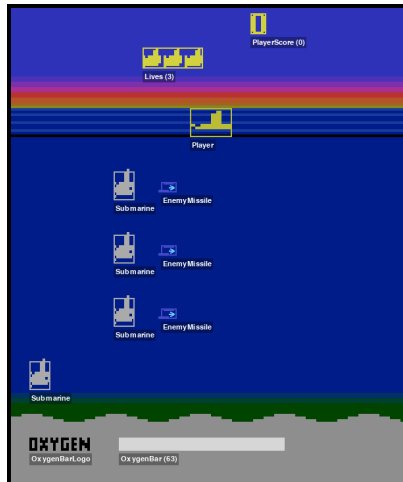 0
PlayerScore (0)
Lives (3)
Player
Submarine
EnemyMissile
Submarine
EnemyMissile
Submarine
EnemyMissile
Submarine
OXYGEN
OxygenBarLogo
OxygenBar (63)